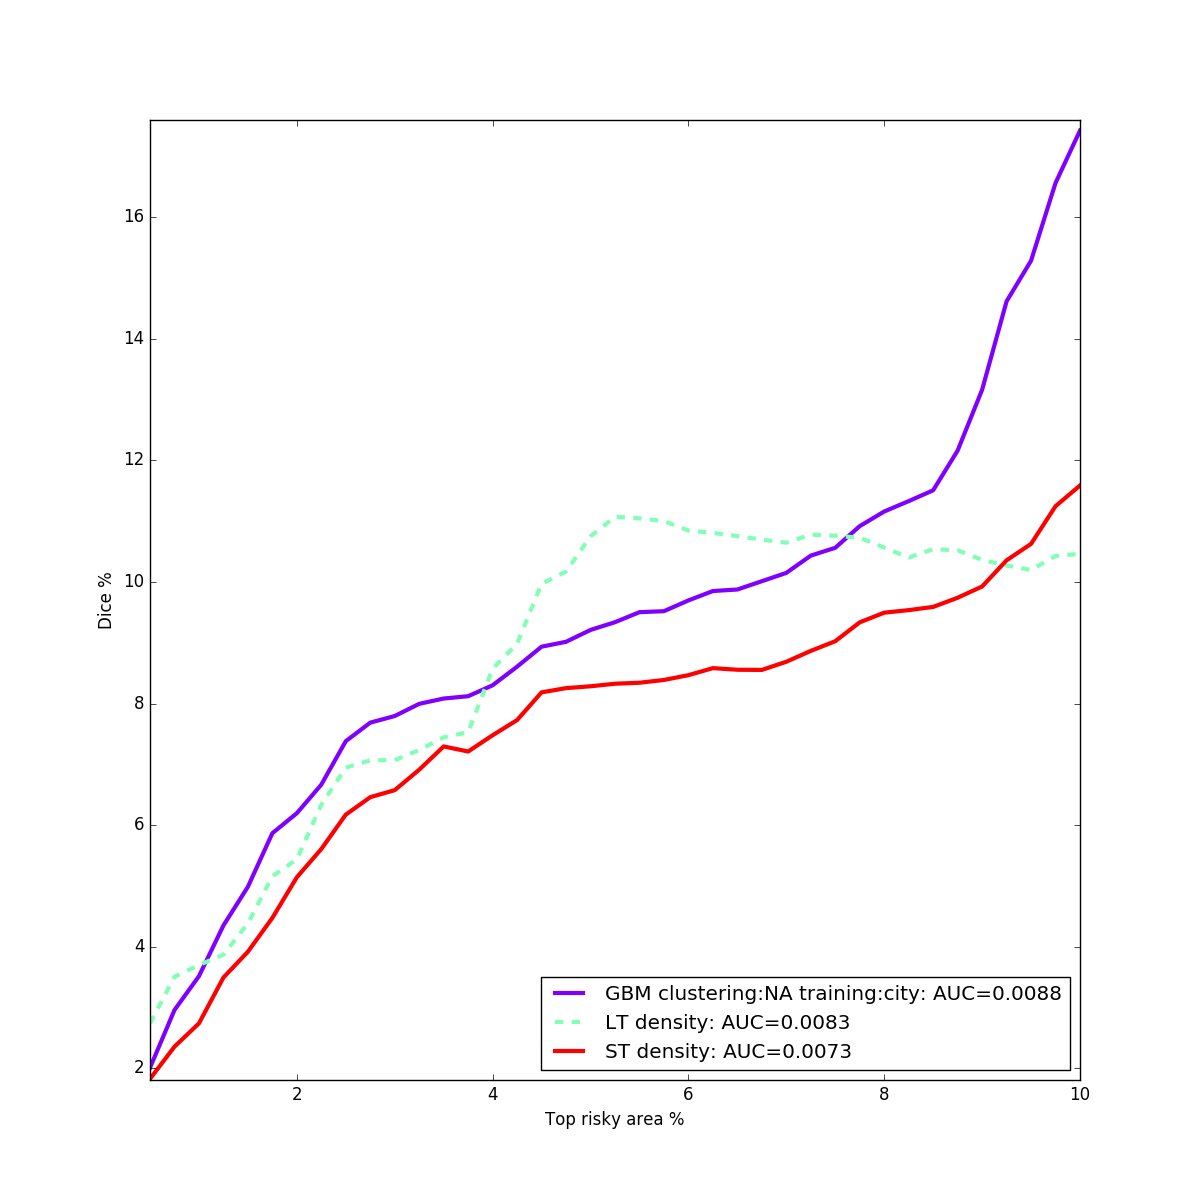 16
14
12
10
8
6
4
2
Dice %
GBM clustering:NA training:city: AUC=0.0088
LT density: AUC=0.0083
ST density: AUC=0.0073
2 4 6 8 10
Top risky area %